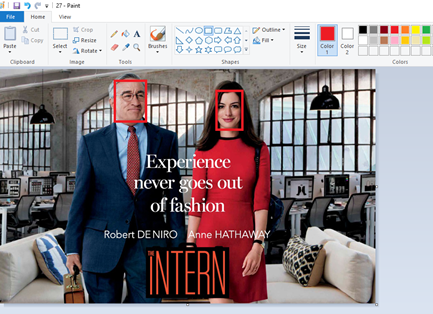 27 - Paint
File Home View
Paste Cut Copy
Select Crop Resize Rotate
Brushes
Outline Fill
Size Color 1 Color 2
Clipboard Image Tools Shapes Colors
Experience
never goes out
of fashion
Robert DE NIRO Anne HATHAWAY
THE
INTERN